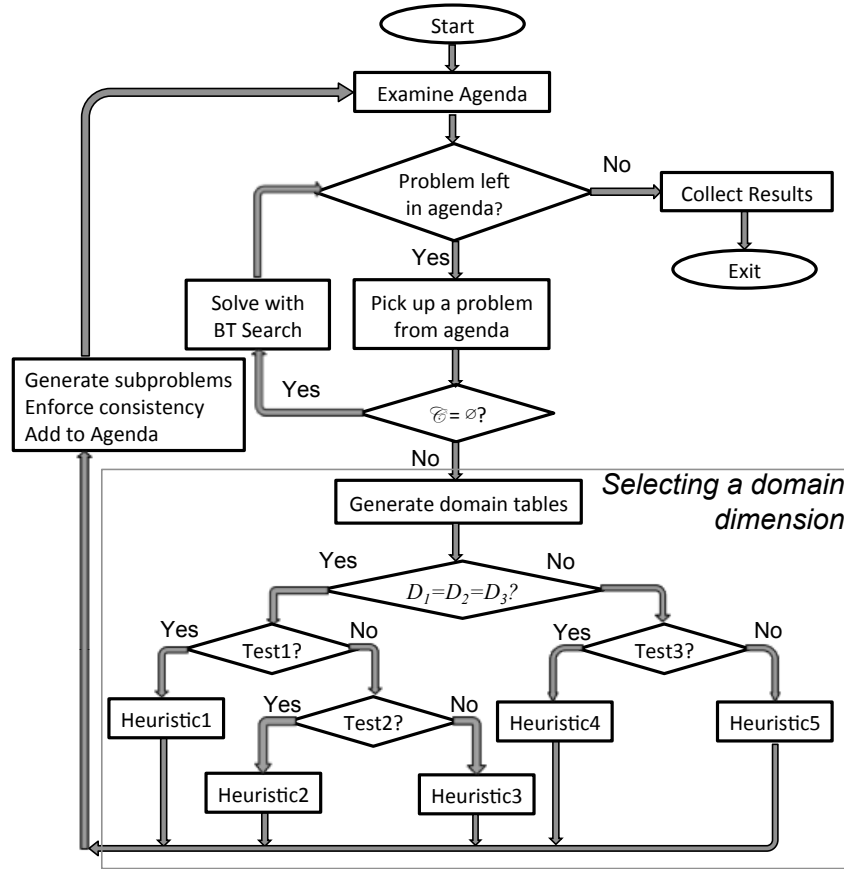 Start
Examine Agenda
Problem left
in agenda?
No
Collect Results
Exit
Yes
Solve with
BT Search
Pick up a problem
from agenda
Generate subproblems
Enforce consistency
Add to Agenda
Yes
𝒞 = ∅?
No
Selecting a domain
dimension
Generate domain tables
Yes
No
D₁=D₂=D₃?
Yes
Test1?
No
Yes
Test3?
No
Heuristic1
Yes
Test2?
No
Heuristic4
Heuristic5
Heuristic2
Heuristic3